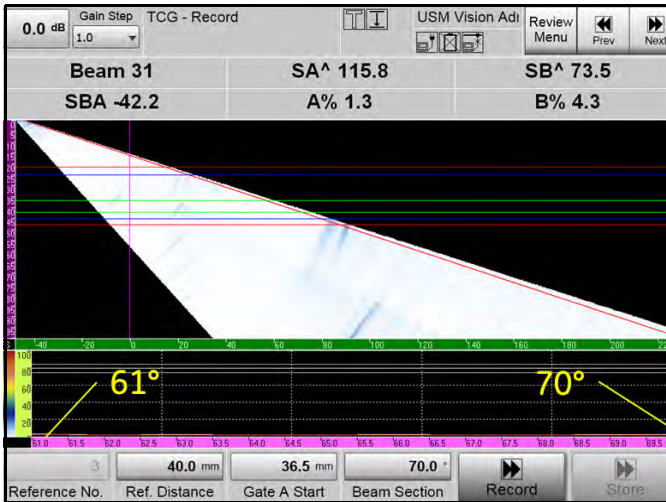 0.0 dB
Gain Step
1.0
TCG - Record
USM Vision Adı
Review Menu
Prev
Next
Beam 31
SA^ 115.8
SB^ 73.5
SBA -42.2
A% 1.3
B% 4.3
-40 -20 0 20 40 60 80 100 120 140 160 180 200
100
80
60
40
20
61°
70°
61.0 61.5 62.0 62.5 63.0 63.5 64.0 64.5 65.0 65.5 66.0 66.5 67.0 67.5 68.0 68.5 69.0 69.5
3
40.0 mm
36.5 mm
70.0 °
Reference No.
Ref. Distance
Gate A Start
Beam Section
Record
Store